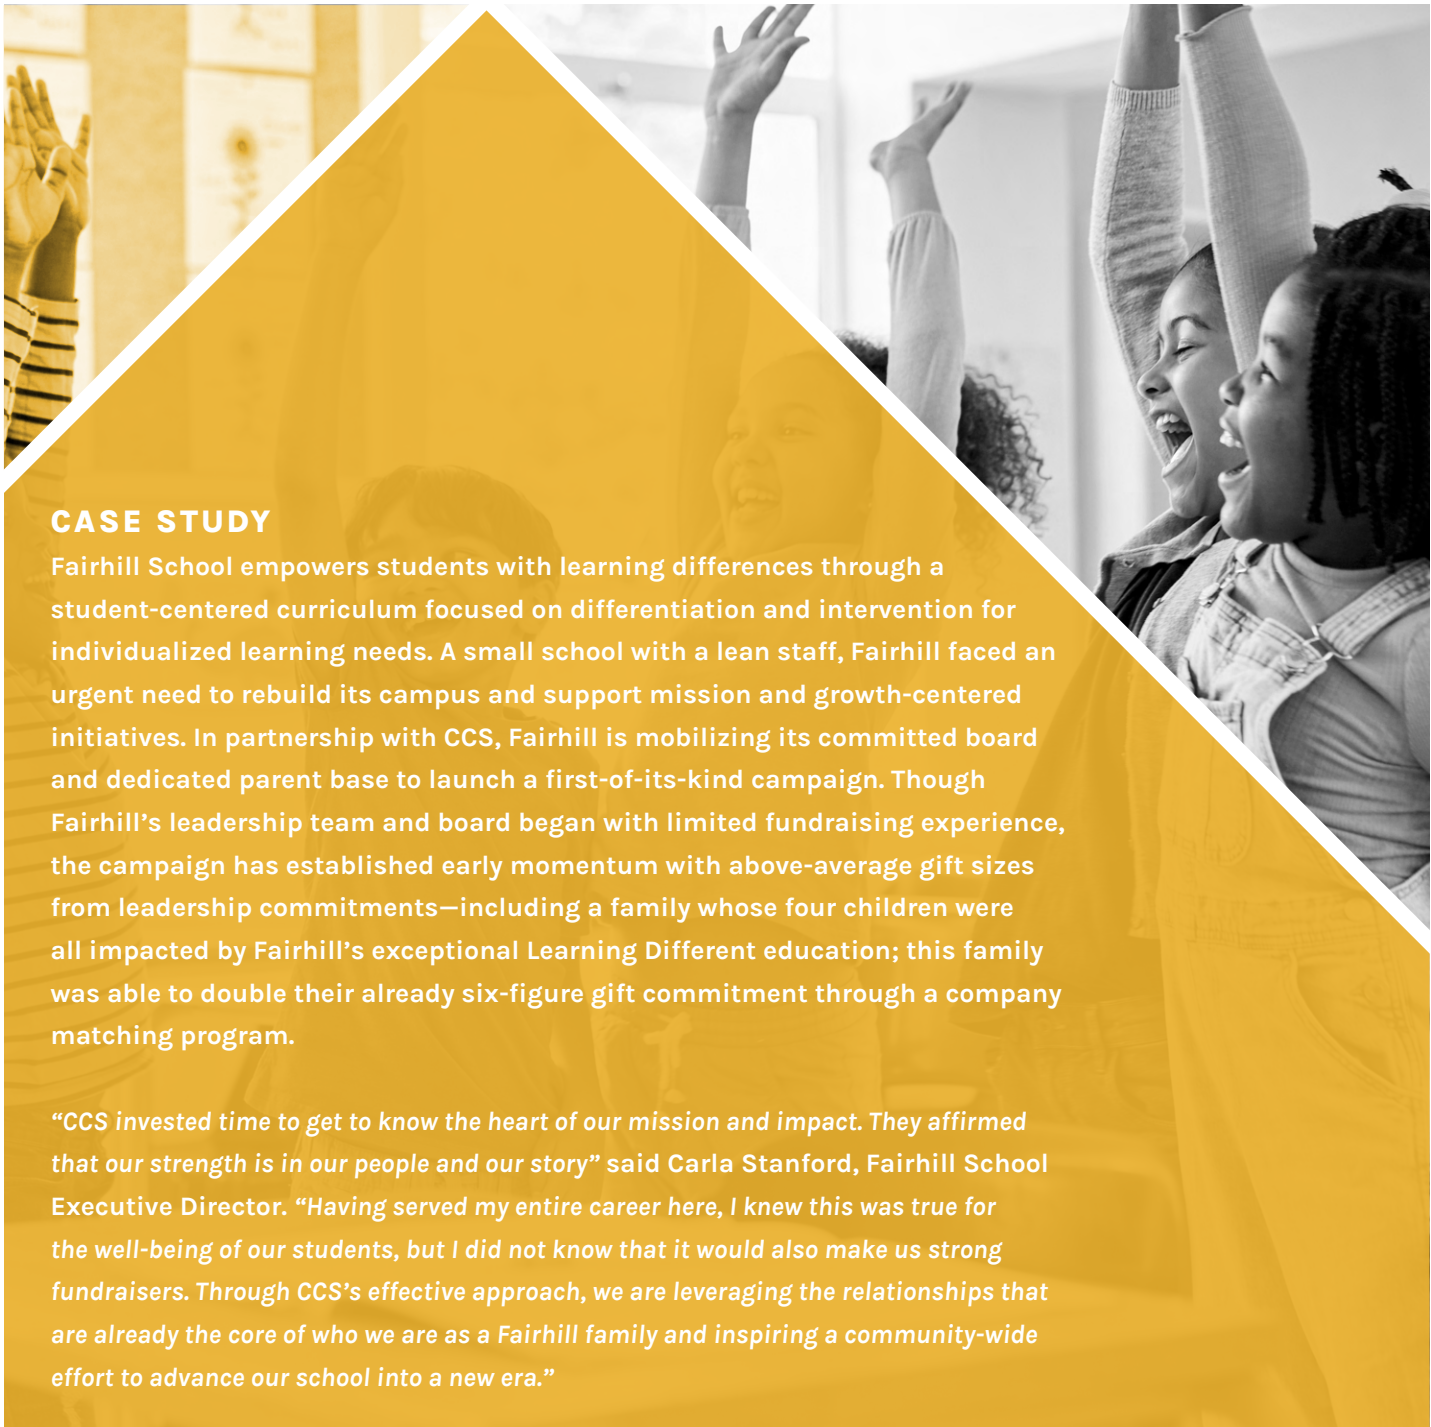 CASE STUDY
Fairhill School empowers students with learning differences through a
student-centered curriculum focused on differentiation and intervention for
individualized learning needs. A small school with a lean staff, Fairhill faced an
urgent need to rebuild its campus and support mission and growth-centered
initiatives. In partnership with CCS, Fairhill is mobilizing its committed board
and dedicated parent base to launch a first-of-its-kind campaign. Though
Fairhill’s leadership team and board began with limited fundraising experience,
the campaign has established early momentum with above-average gift sizes
from leadership commitments—including a family whose four children were
all impacted by Fairhill’s exceptional Learning Different education; this family
was able to double their already six-figure gift commitment through a company
matching program.
“CCS invested time to get to know the heart of our mission and impact. They affirmed
that our strength is in our people and our story” said Carla Stanford, Fairhill School
Executive Director. “Having served my entire career here, I knew this was true for
the well-being of our students, but I did not know that it would also make us strong
fundraisers. Through CCS’s effective approach, we are leveraging the relationships that
are already the core of who we are as a Fairhill family and inspiring a community-wide
effort to advance our school into a new era.”